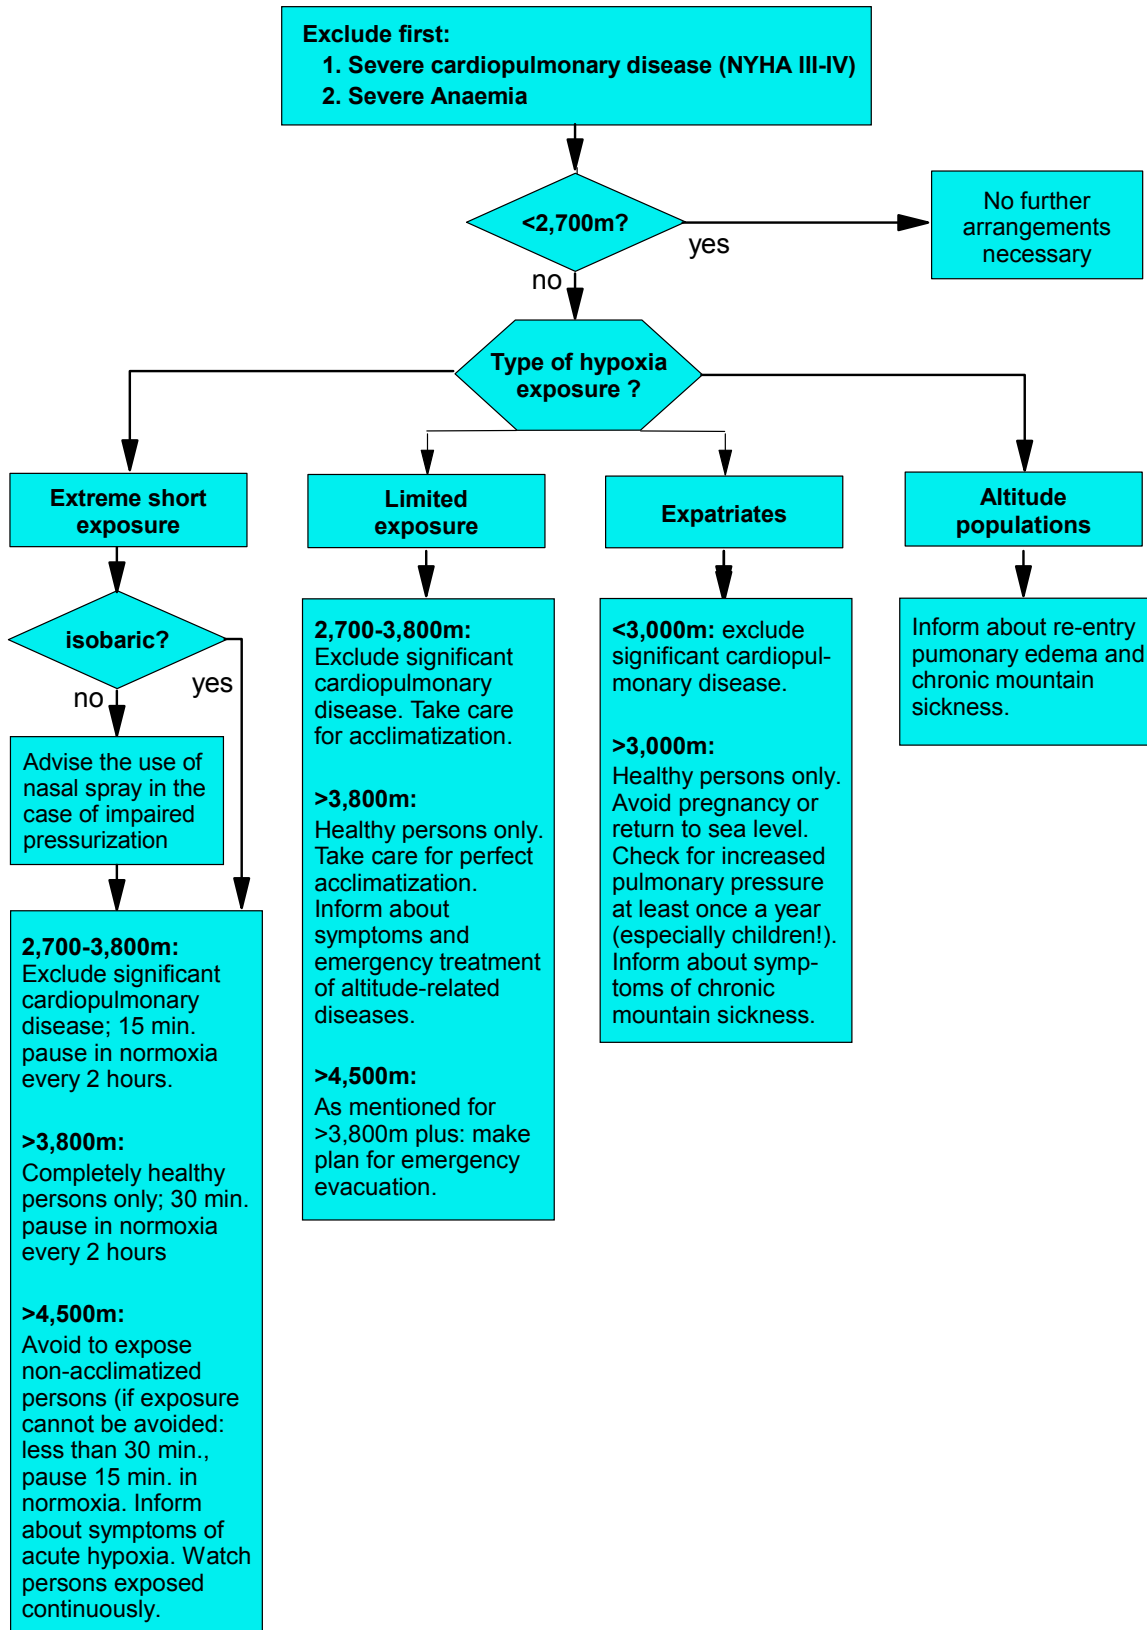 Exclude first:
1. Severe cardiopulmonary disease (NYHA III-IV)
2. Severe Anaemia
<2,700m?
yes
No further
arrangements
necessary
no
Type of hypoxia
exposure ?
Extreme short
exposure
Limited
exposure
Expatriates
Altitude
populations
isobaric?
no
yes
Advise the use of
nasal spray in the
case of impaired
pressurization
2,700-3,800m:
Exclude significant
cardiopulmonary
disease; 15 min.
pause in normoxia
every 2 hours.
>3,800m:
Completely healthy
persons only; 30 min.
pause in normoxia
every 2 hours
>4,500m:
Avoid to expose
non-acclimatized
persons (if exposure
cannot be avoided:
less than 30 min.,
pause 15 min. in
normoxia. Inform
about symptoms of
acute hypoxia. Watch
persons exposed
continuously.
2,700-3,800m:
Exclude significant
cardiopulmonary
disease. Take care
for acclimatization.
>3,800m:
Healthy persons only.
Take care for perfect
acclimatization.
Inform about
symptoms and
emergency treatment
of altitude-related
diseases.
>4,500m:
As mentioned for
>3,800m plus: make
plan for emergency
evacuation.
<3,000m: exclude
significant cardiopul-
monary disease.
>3,000m:
Healthy persons only.
Avoid pregnancy or
return to sea level.
Check for increased
pulmonary pressure
at least once a year
(especially children!).
Inform about symp-
toms of chronic
mountain sickness.
Inform about re-entry
pumonary edema and
chronic mountain
sickness.